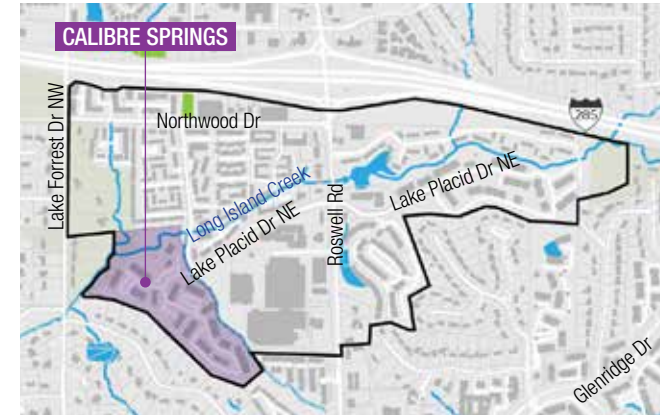 CALIBRE SPRINGS
Lake Forrest Dr NW
Northwood Dr
285
Long Island Creek
Lake Placid Dr NE
Roswell Rd
Lake Placid Dr NE
Glenridge Dr